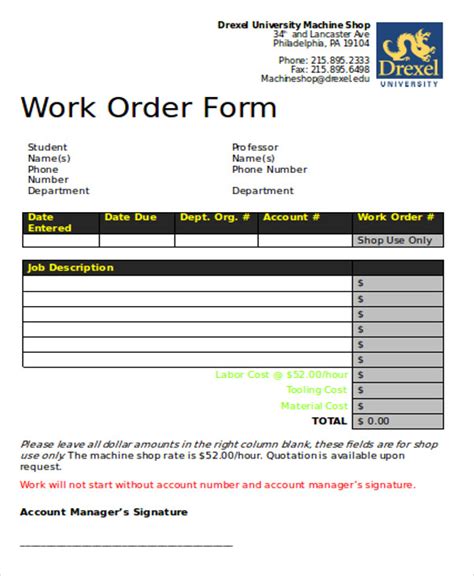 Drexel University Machine Shop
34th and Lancaster Ave
Philadelphia, PA 19104
Phone: 215.895.2333
Fax: 215.895.6498
Machineshop@drexel.edu
Drexel
UNIVERSITY
Work Order Form
Student Professor
Name(s) Name(s)
Phone Phone Number
Number
Department Department
Date Entered Date Due Dept. Org. # Account # Work Order #
Shop Use Only
Job Description
$
$
$
$
$
Labor Cost @ $52.00/hour $
Tooling Cost $
Material Cost $
TOTAL $ 0.00
Please leave all dollar amounts in the right column blank, these fields are for shop
use only. The machine shop rate is $52.00/hour. Quotation is available upon
request.
Work will not start without account number and account manager's signature.
Account Manager's Signature